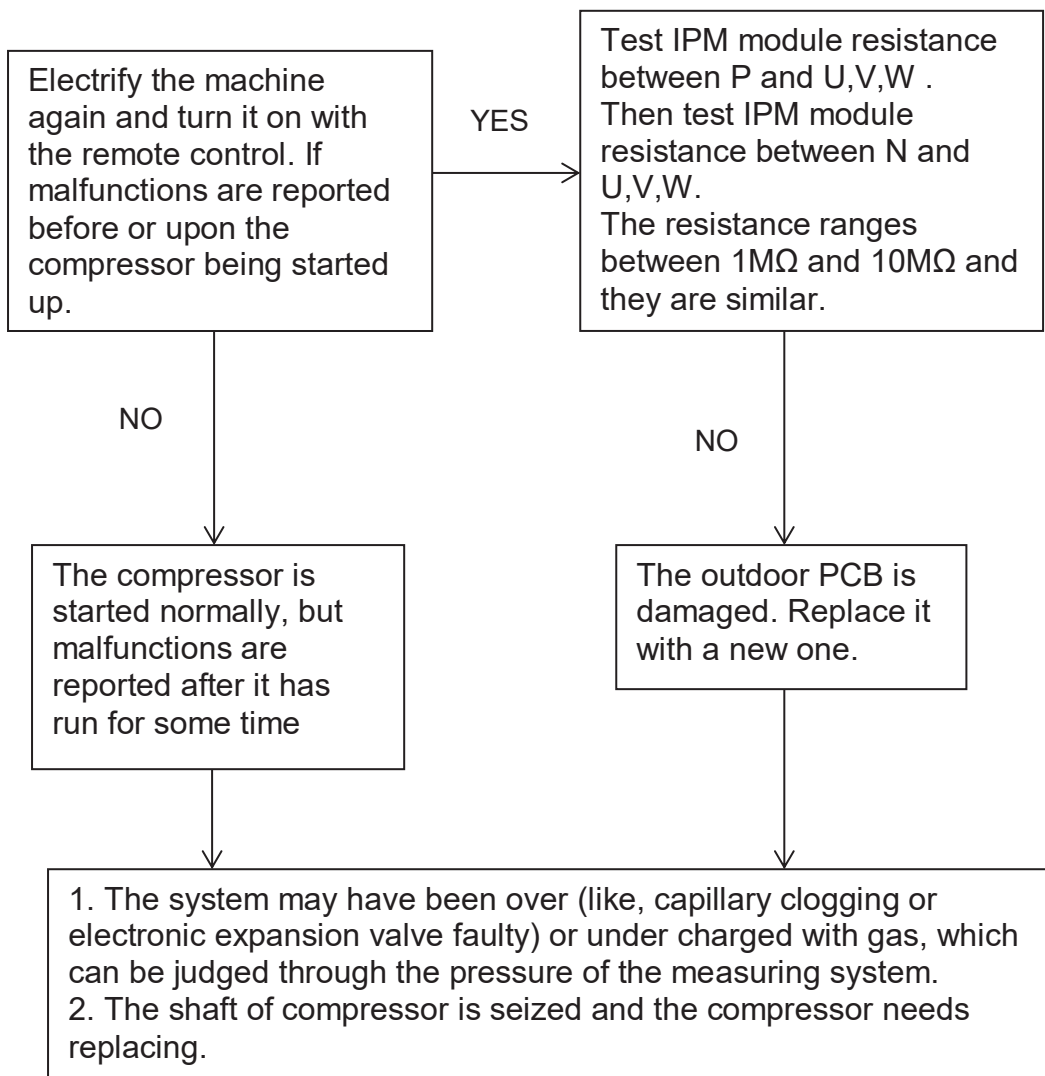 Electrify the machine
again and turn it on with
the remote control. If
malfunctions are reported
before or upon the
compressor being started
up.
YES
Test IPM module resistance
between P and U,V,W .
Then test IPM module
resistance between N and
U,V,W.
The resistance ranges
between 1MΩ and 10MΩ and
they are similar.
NO
NO
The compressor is
started normally, but
malfunctions are
reported after it has
run for some time
The outdoor PCB is
damaged. Replace it
with a new one.
1. The system may have been over (like, capillary clogging or
electronic expansion valve faulty) or under charged with gas, which
can be judged through the pressure of the measuring system.
2. The shaft of compressor is seized and the compressor needs
replacing.